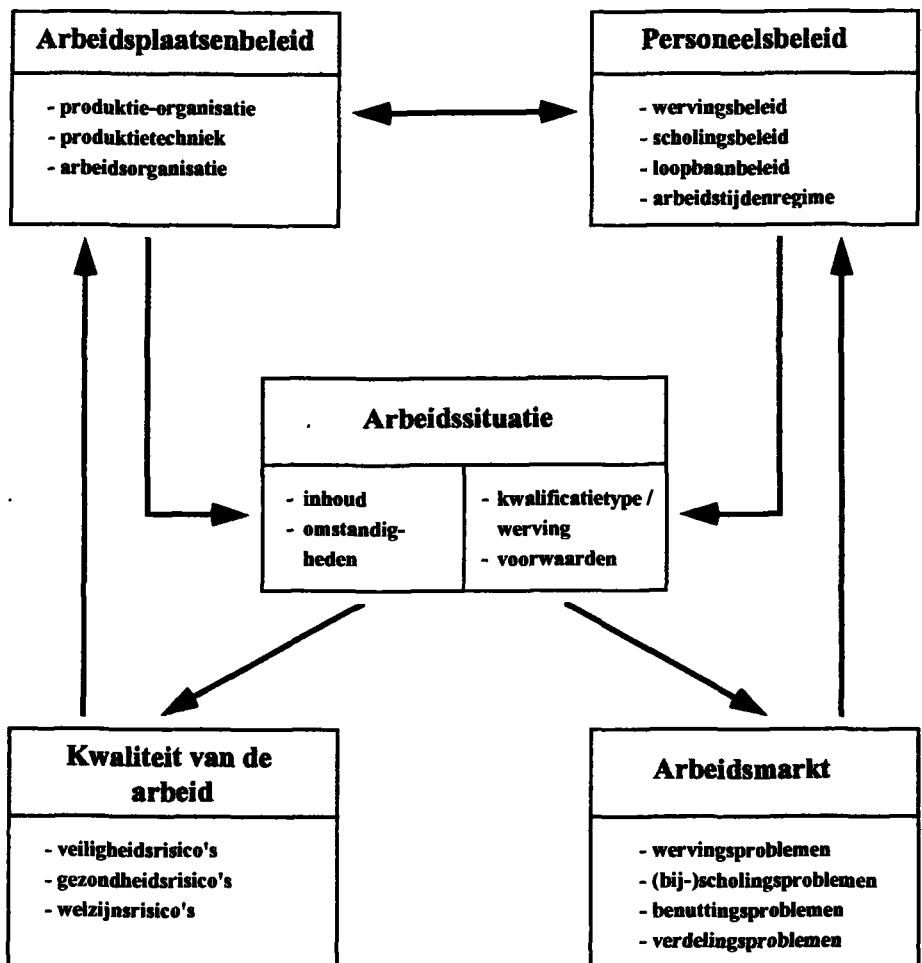 Arbeidsplaatsenbeleid
- produktie-organisatie
- produktietechniek
- arbeidsorganisatie
Personeelsbeleid
- wervingsbeleid
- scholingsbeleid
- loopbaanbeleid
- arbeidstijdenregime
Arbeidssituatie
- inhoud
- omstandig-
heden
- kwalificatietype /
werving
- voorwaarden
Kwaliteit van de
arbeid
- veiligheidsrisico's
- gezondheidsrisico's
- welzijnsrisico's
Arbeidsmarkt
- wervingsproblemen
- (bij-)scholingsproblemen
- benuttingsproblemen
- verdelingsproblemen